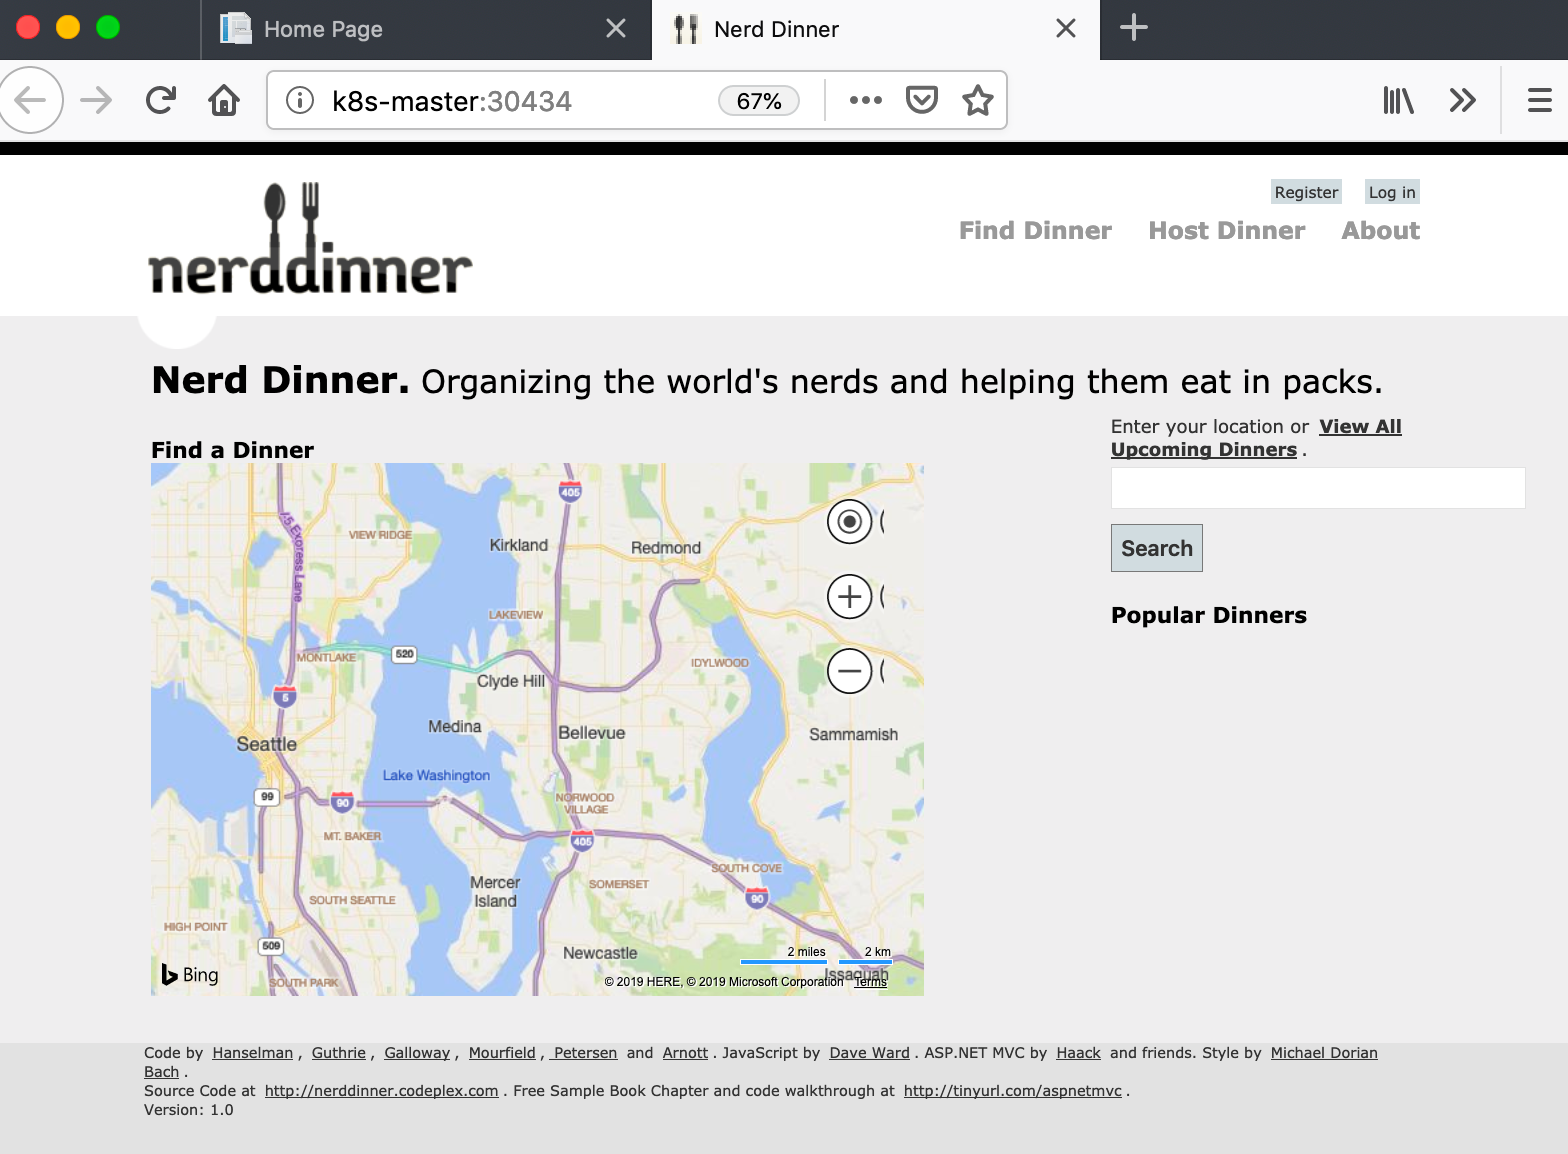 Home Page
Nerd Dinner
k8s-master:30434
67%
nerddinner
Register
Log in
Find Dinner
Host Dinner
About
Nerd Dinner. Organizing the world's nerds and helping them eat in packs.
Find a Dinner
Enter your location or View All
Upcoming Dinners .
Search
Popular Dinners
I-5 Express Lane
405
VIEW RIDGE
Kirkland
Redmond
LAKEVIEW
MONTLAKE
520
IDYLWOOD
Clyde Hill
5
Medina
Bellevue
Sammamish
Seattle
Lake Washington
99
90
NORWOOD
VILLAGE
MT. BAKER
405
SOUTH COVE
Mercer
Island
SOMERSET
90
SOUTH SEATTLE
HIGH POINT
509
Newcastle
2 miles
2 km
Issaquah
Bing
SOUTH PARK
© 2019 HERE, © 2019 Microsoft Corporation Terms
Code by Hanselman , Guthrie , Galloway , Mourfield , Petersen and Arnott . JavaScript by Dave Ward . ASP.NET MVC by Haack and friends. Style by Michael Dorian
Bach .
Source Code at http://nerddinner.codeplex.com . Free Sample Book Chapter and code walkthrough at http://tinyurl.com/aspnetmvc .
Version: 1.0